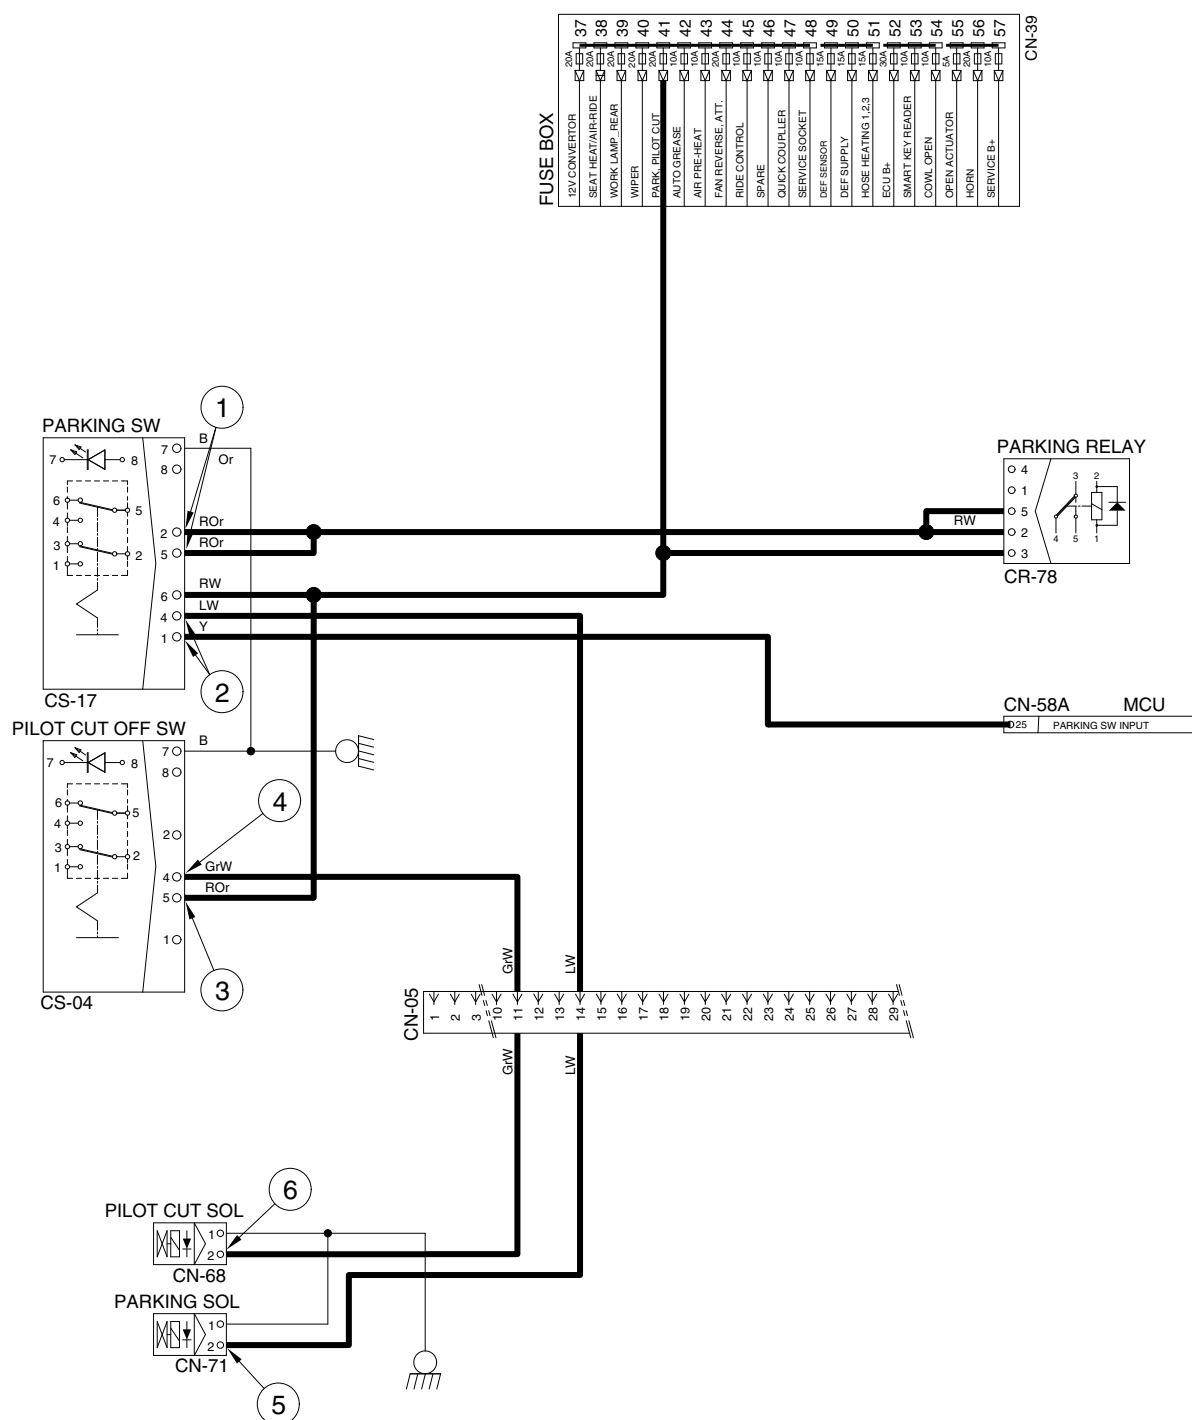 37 38 39 40 41 42 43 44 45 46 47 48 49 50 51 52 53 54 55 56 57
CN-39
20A 20A 20A 20A 20A 10A 10A 20A 10A 10A 10A 10A 15A 15A 15A 30A 10A 10A 5A 20A 10A
FUSE BOX
12V CONVERTOR
SEAT HEAT/AIR-RIDE
WORK LAMP_REAR
WIPER
PARK, PILOT CUT
AUTO GREASE
AIR PRE-HEAT
FAN REVERSE, ATT.
RIDE CONTROL
SPARE
QUICK COUPLLER
SERVICE SOCKET
DEF SENSOR
DEF SUPPLY
HOSE HEATING 1,2,3
ECU B+
SMART KEY READER
COWL OPEN
OPEN ACTUATOR
HORN
SERVICE B+
1
PARKING SW
7 8
6 5
4
3 2
1
7 B
8 Or
2 ROr
5 ROr
6 RW
4 LW
1 Y
2
CS-17
PARKING RELAY
4
1
5
2 RW
3
3 2
4 5 1
CR-78
CN-58A MCU
25 PARKING SW INPUT
PILOT CUT OFF SW
7 8
6 5
4
3 2
1
7 B
8
2
4 GrW
5 ROr
1
4
3
CS-04
GrW LW
CN-05
1 2 3 10 11 12 13 14 15 16 17 18 19 20 21 22 23 24 25 26 27 28 29
GrW LW
6
PILOT CUT SOL
1
2
CN-68
PARKING SOL
1
2
CN-71
5